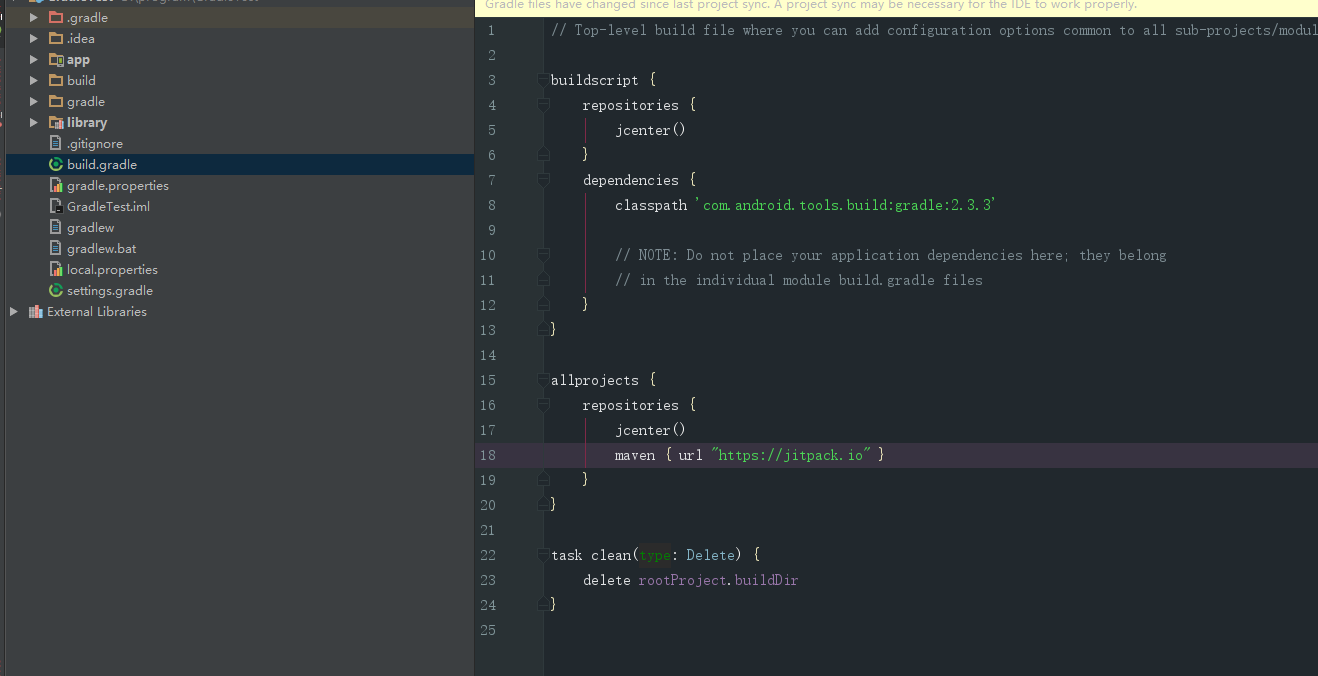 .gradle
.idea
app
build
gradle
library
.gitignore
build.gradle
gradle.properties
GradleTest.iml
gradlew
gradlew.bat
local.properties
settings.gradle
External Libraries
Gradle files have changed since last project sync. A project sync may be necessary for the IDE to work properly.
1 // Top-level build file where you can add configuration options common to all sub-projects/modul
2
3 buildscript {
4 repositories {
5 jcenter()
6 }
7 dependencies {
8 classpath 'com.android.tools.build:gradle:2.3.3'
9
10 // NOTE: Do not place your application dependencies here; they belong
11 // in the individual module build.gradle files
12 }
13 }
14
15 allprojects {
16 repositories {
17 jcenter()
18 maven { url "https://jitpack.io" }
19 }
20 }
21
22 task clean(type: Delete) {
23 delete rootProject.buildDir
24 }
25